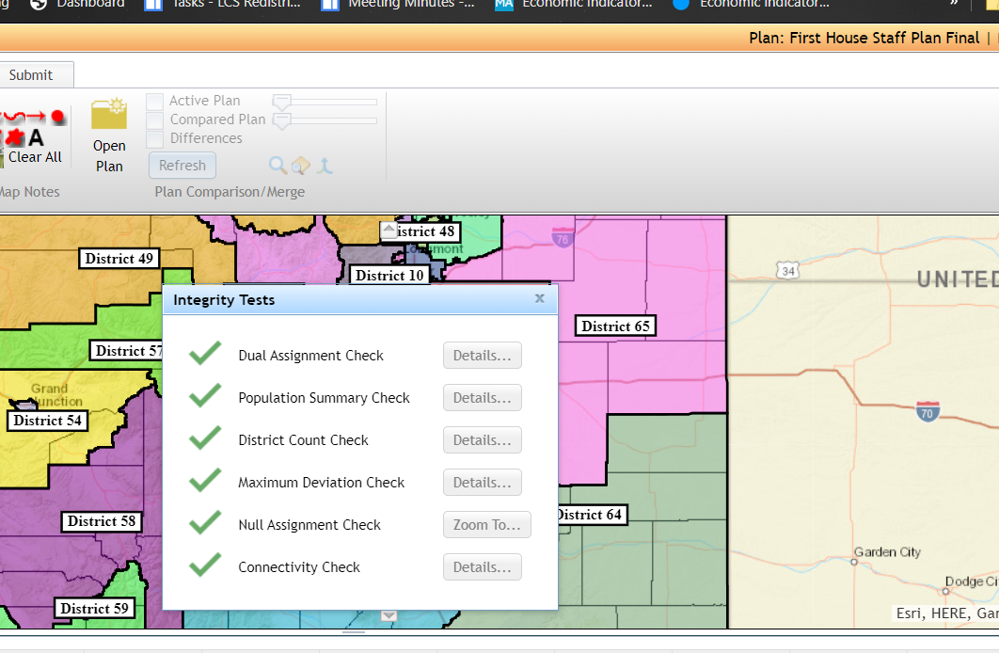 Dashboard
Tasks - LCS Redistri...
Meeting Minutes -...
MA
Economic Indicator...
Economic Indicator...
»
Plan: First House Staff Plan Final |
Submit
A
Clear All
Map Notes
Open
Plan
Active Plan
Compared Plan
Differences
Refresh
Plan Comparison/Merge
District 48
District 49
District 10
District 65
District 57
District 54
District 58
District 64
District 59
Grand
Junction
76
34
UNITED
70
Garden City
Dodge Ci
Esri, HERE, Gar
Integrity Tests
x
Dual Assignment Check
Details...
Population Summary Check
Details...
District Count Check
Details...
Maximum Deviation Check
Details...
Null Assignment Check
Zoom To...
Connectivity Check
Details...